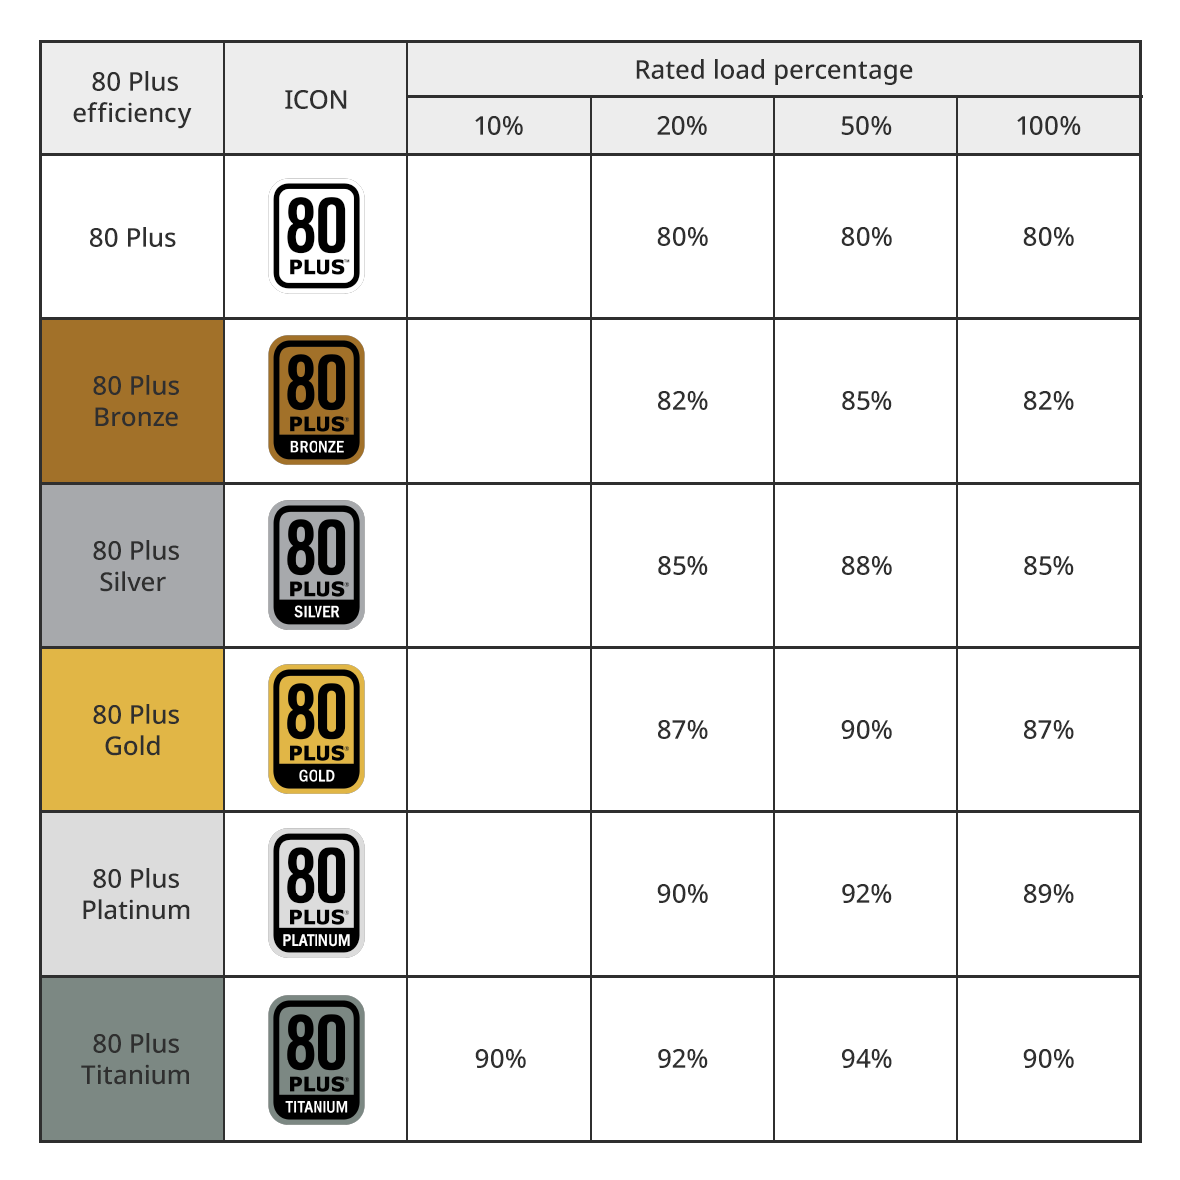 80 Plus
efficiency
ICON
Rated load percentage
10%
20%
50%
100%
80 Plus
80
PLUS™
80%
80%
80%
80 Plus
Bronze
80
PLUS®
BRONZE
82%
85%
82%
80 Plus
Silver
80
PLUS®
SILVER
85%
88%
85%
80 Plus
Gold
80
PLUS®
GOLD
87%
90%
87%
80 Plus
Platinum
80
PLUS®
PLATINUM
90%
92%
89%
80 Plus
Titanium
80
PLUS®
TITANIUM
90%
92%
94%
90%